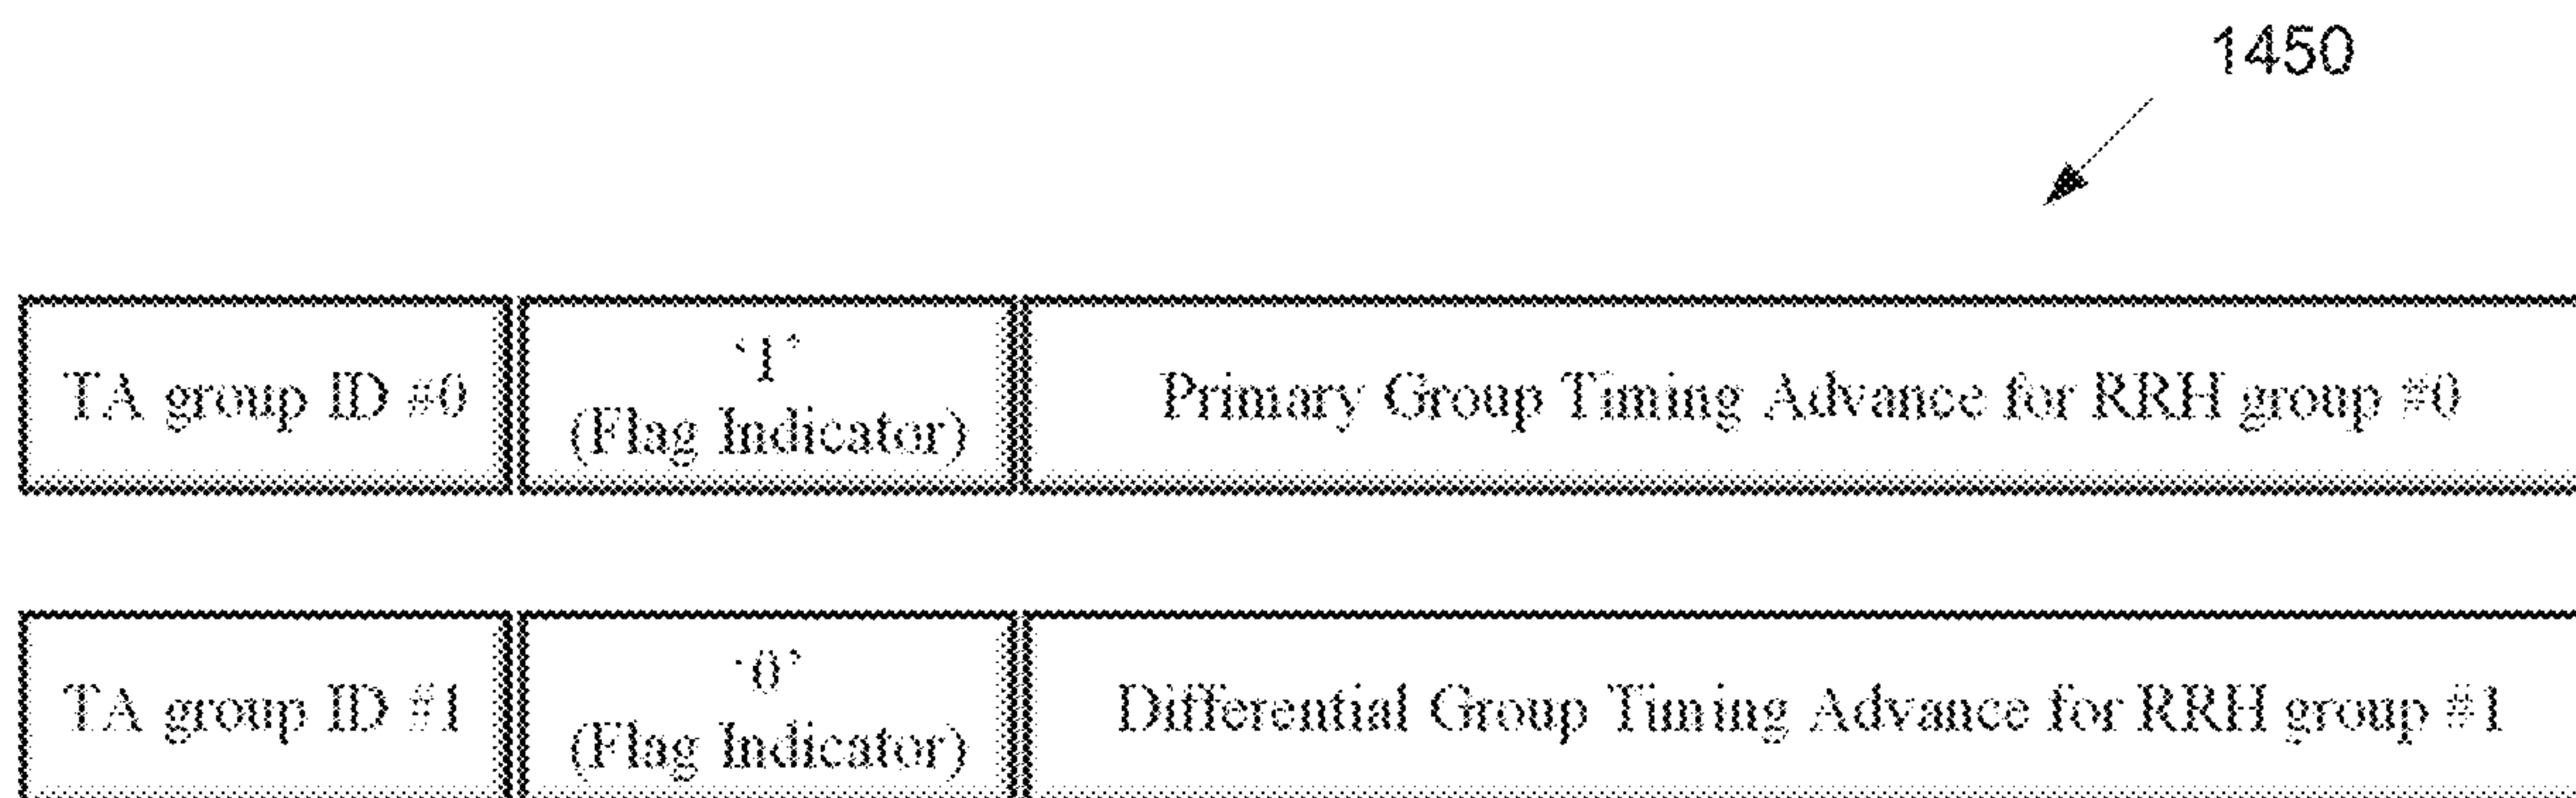 1450
TA group ID #0
‘1’
(Flag Indicator)
Primary Group Timing Advance for RRH group #0
TA group ID #1
‘0’
(Flag Indicator)
Differential Group Timing Advance for RRH group #1